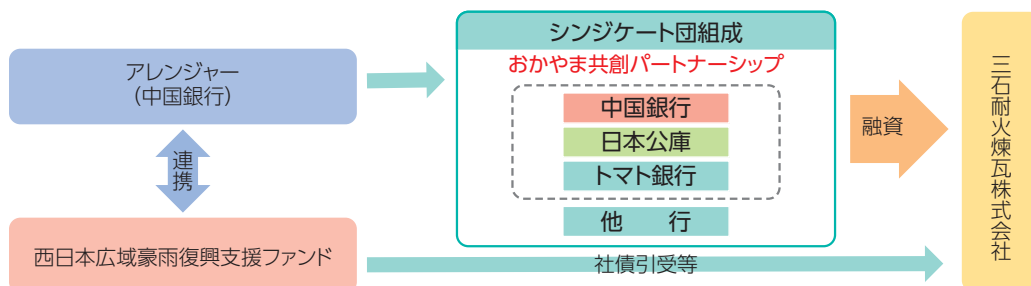 アレンジャー
(中国銀行)
連携
西日本広域豪雨復興支援ファンド
シンジケート団組成
おかやま共創パートナーシップ
中国銀行
日本公庫
トマト銀行
他　行
融資
社債引受等
三石耐火煉瓦株式会社